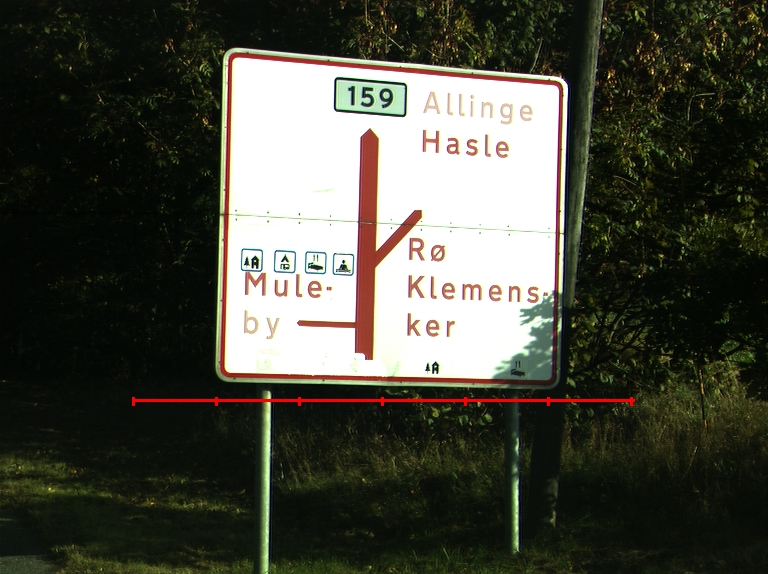 159
Allinge
Hasle
Rø
Klemens-
ker
Mule-
by